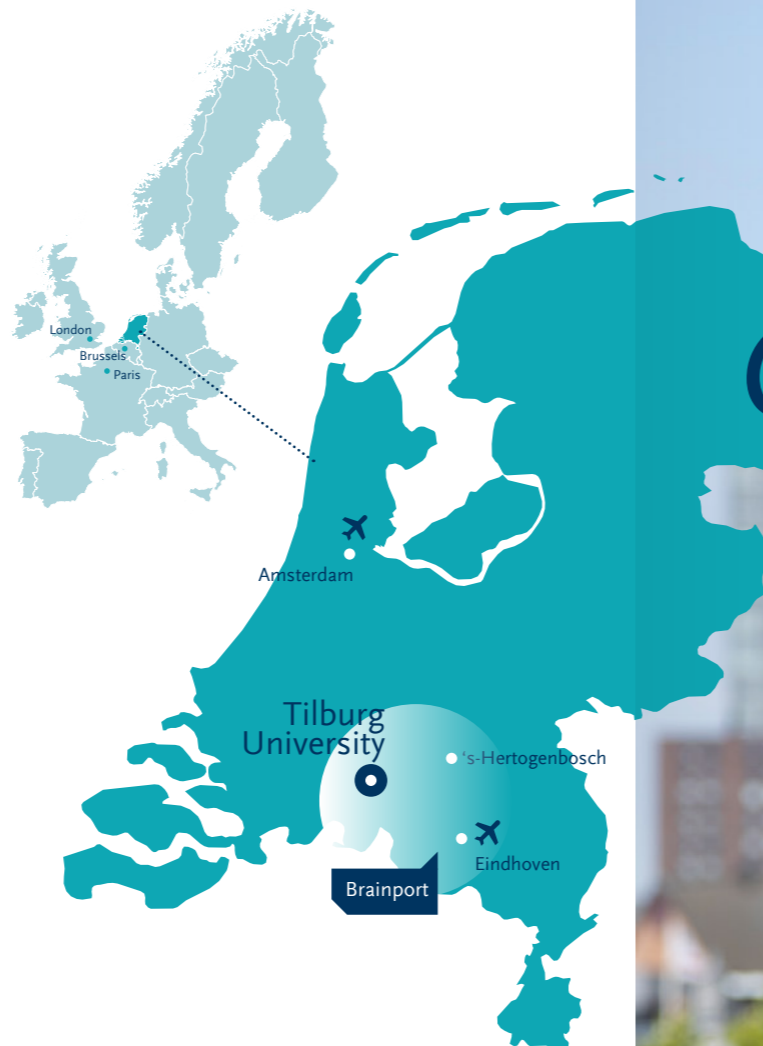 London
Brussels
Paris
Amsterdam
Tilburg
University
‘s-Hertogenbosch
Eindhoven
Brainport